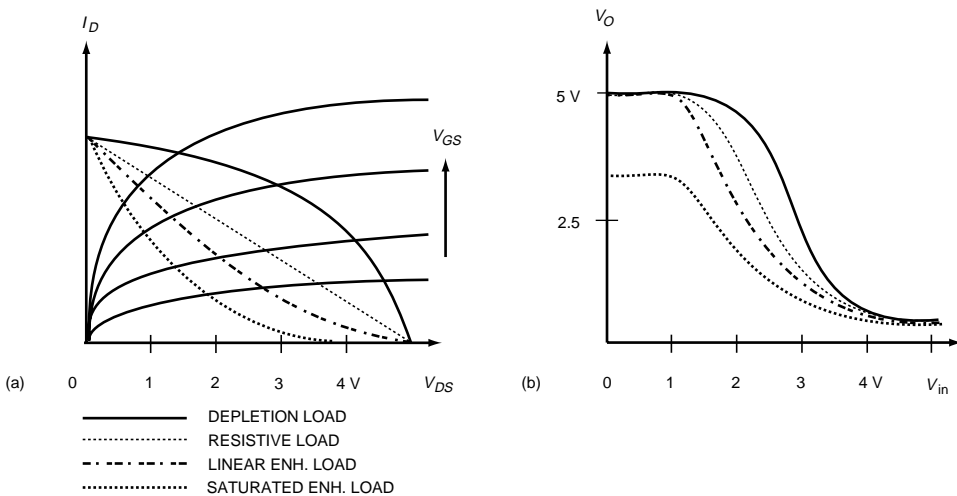 I_D
V_GS
(a) 0 1 2 3 4 V V_DS
V_O
5 V
2.5
(b) 0 1 2 3 4 V V_in
DEPLETION LOAD
RESISTIVE LOAD
LINEAR ENH. LOAD
SATURATED ENH. LOAD